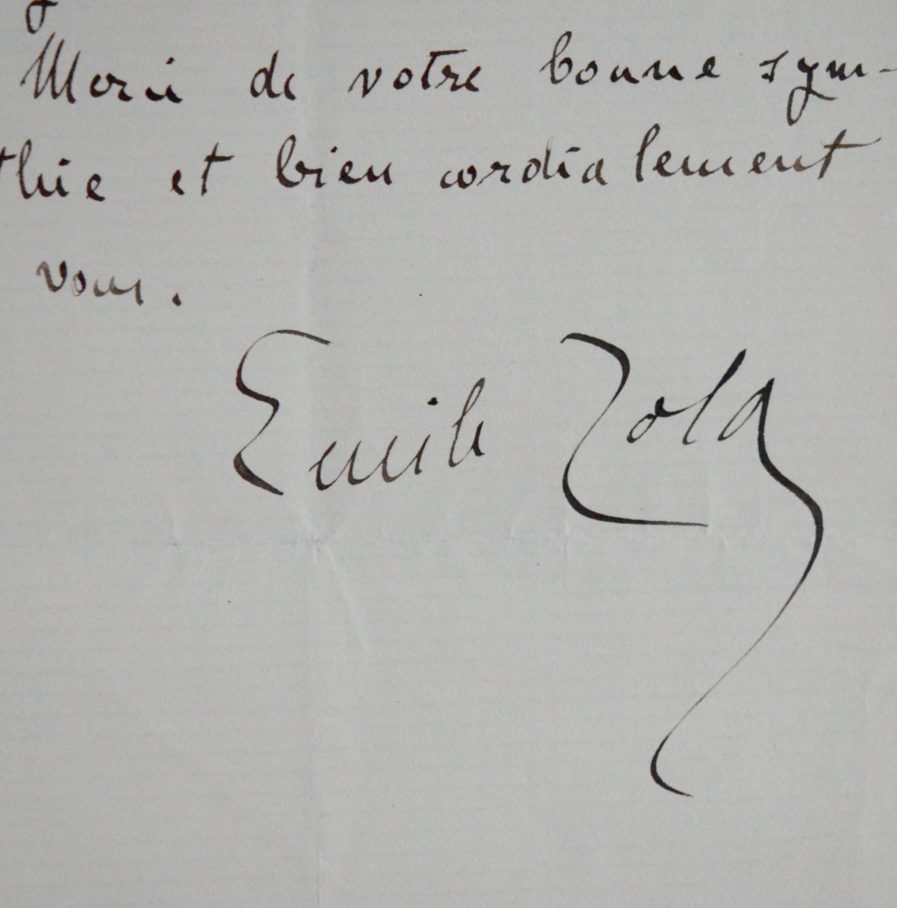 Merci de votre bonne sym-
thie et bien cordialement
vous.
Emile Zola